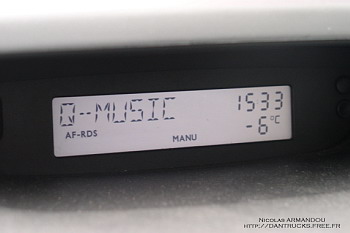 Q-MUSIC 1533
AF-RDS MANU -6°C
NICOLAS ARMANDOU
HTTP://DANTRUCKS.FREE.FR